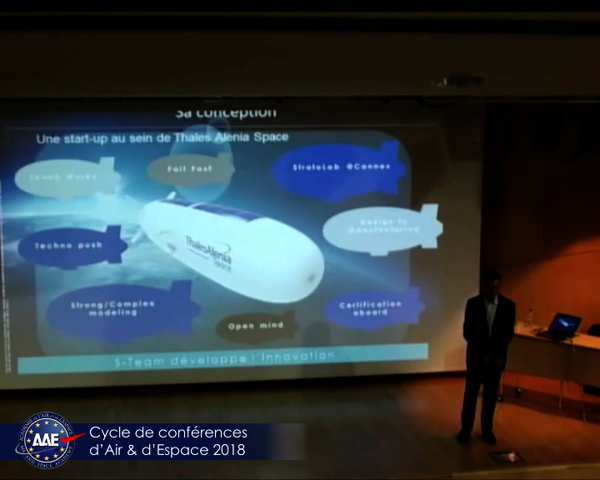 Sa conception
Une start-up au sein de Thales Alenia Space
Skunk Works
Fail Fast
StratoLab @Cannes
Design to
manufacturing
Techno push
ThalesAlenia
Space
Strong/Complex
modeling
Open mind
Certification
aboard
S-Team développe l'Innovation
AAE
Cycle de conférences
d'Air & d'Espace 2018